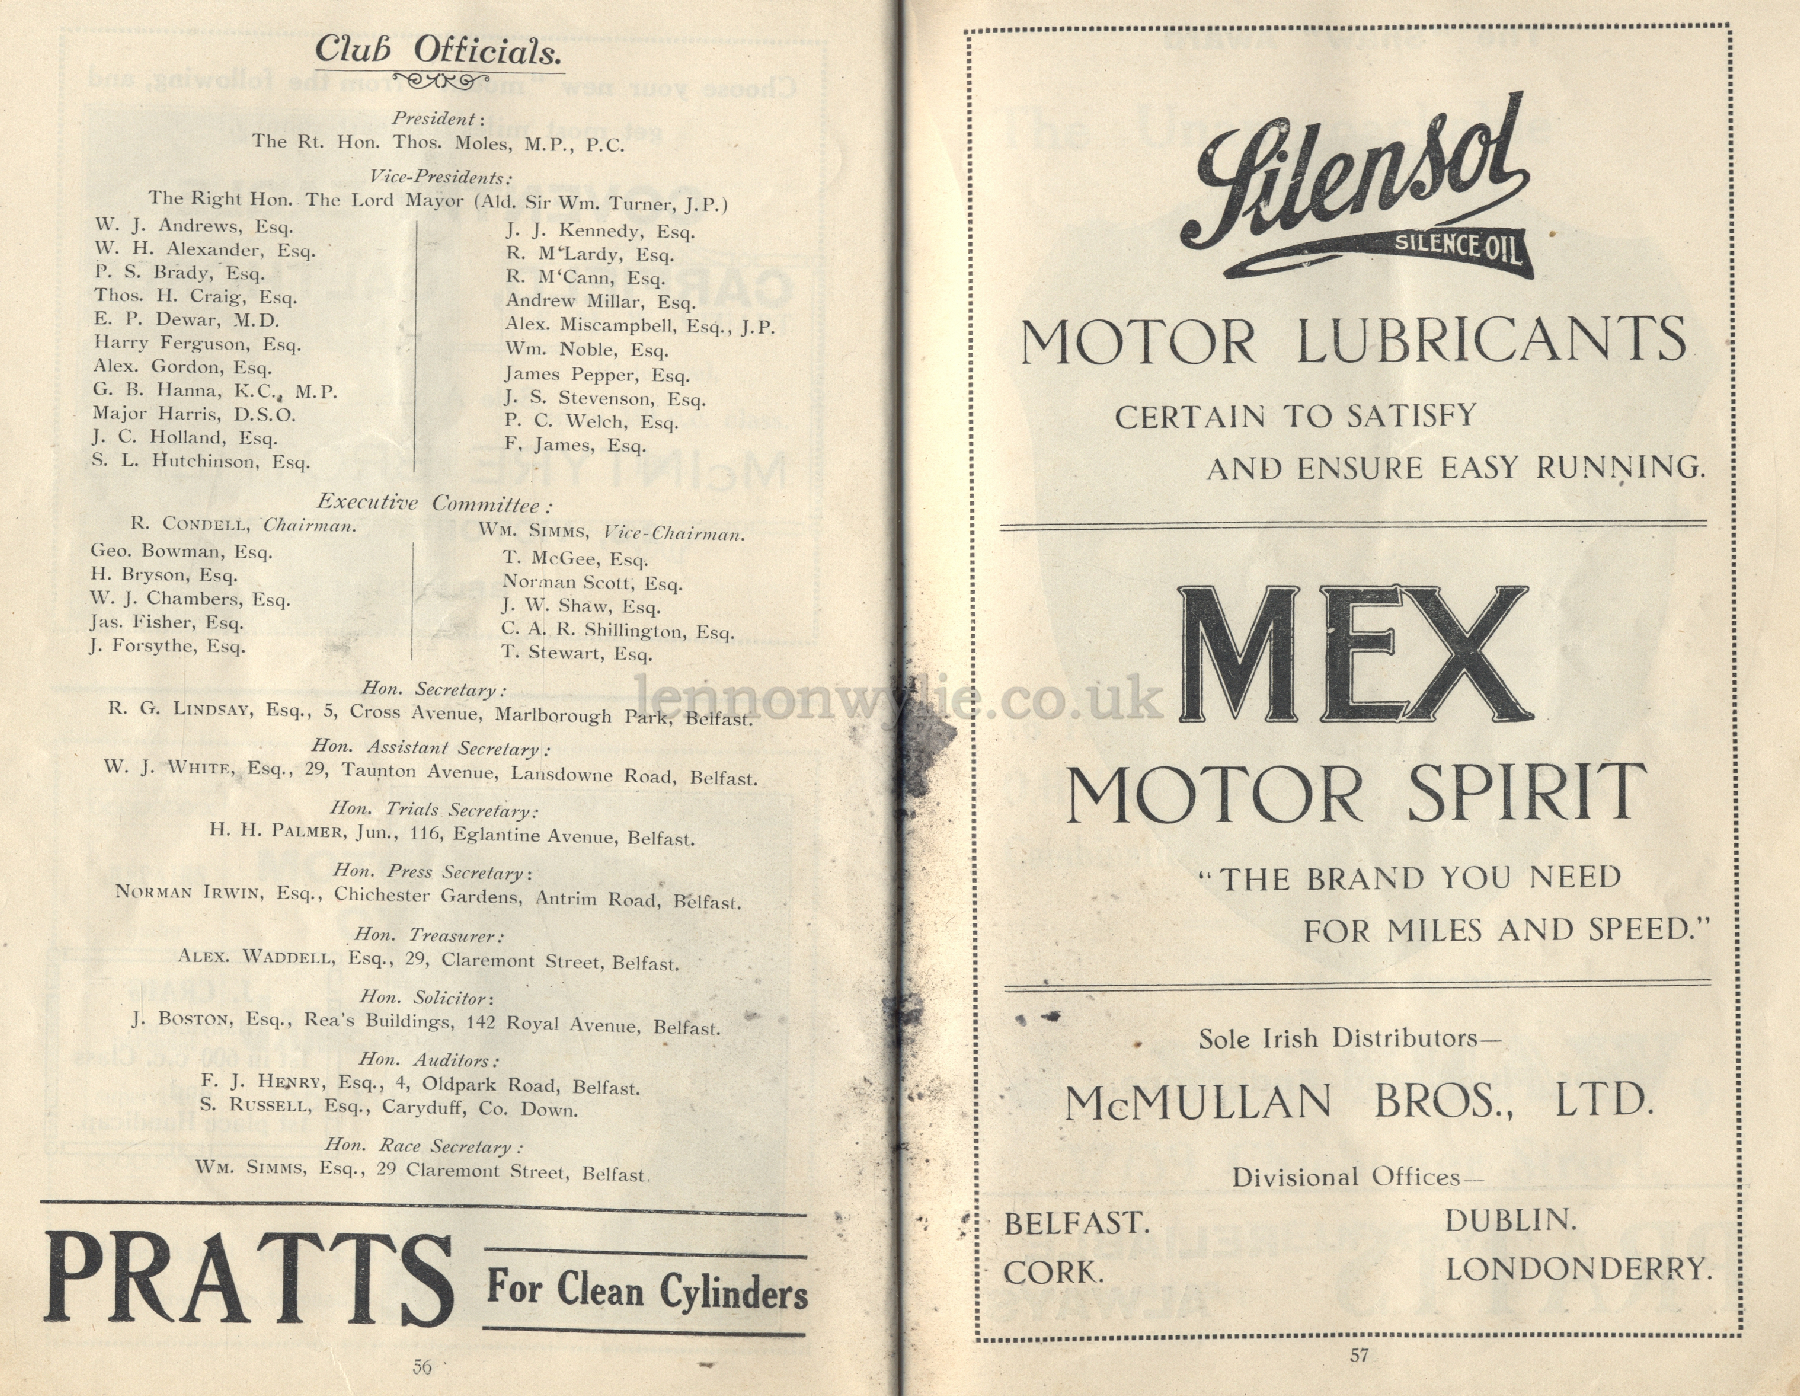 Club Officials.
President:
The Rt. Hon. Thos. Moles, M.P., P.C.
Vice-Presidents:
The Right Hon. The Lord Mayor (Ald. Sir Wm. Turner, J.P.)
W. J. Andrews, Esq.
W. H. Alexander, Esq.
P. S. Brady, Esq.
Thos. H. Craig, Esq.
E. P. Dewar, M.D.
Harry Ferguson, Esq.
Alex. Gordon, Esq.
G. B. Hanna, K.C., M.P.
Major Harris, D.S.O.
J. C. Holland, Esq.
S. L. Hutchinson, Esq.
J. J. Kennedy, Esq.
R. M‘Lardy, Esq.
R. M‘Cann, Esq.
Andrew Millar, Esq.
Alex. Miscampbell, Esq., J.P.
Wm. Noble, Esq.
James Pepper, Esq.
J. S. Stevenson, Esq.
P. C. Welch, Esq.
F. James, Esq.
Executive Committee:
R. CONDELL, Chairman.
WM. SIMMS, Vice-Chairman.
Geo. Bowman, Esq.
H. Bryson, Esq.
W. J. Chambers, Esq.
Jas. Fisher, Esq.
J. Forsythe, Esq.
T. McGee, Esq.
Norman Scott, Esq.
J. W. Shaw, Esq.
C. A. R. Shillington, Esq.
T. Stewart, Esq.
Hon. Secretary:
R. G. LINDSAY, Esq., 5, Cross Avenue, Marlborough Park, Belfast.
Hon. Assistant Secretary:
W. J. WHITE, Esq., 29, Taunton Avenue, Lansdowne Road, Belfast.
Hon. Trials Secretary:
H. H. PALMER, Jun., 116, Eglantine Avenue, Belfast.
Hon. Press Secretary:
NORMAN IRWIN, Esq., Chichester Gardens, Antrim Road, Belfast.
Hon. Treasurer:
ALEX. WADDELL, Esq., 29, Claremont Street, Belfast.
Hon. Solicitor:
J. BOSTON, Esq., Rea's Buildings, 142 Royal Avenue, Belfast.
Hon. Auditors:
F. J. HENRY, Esq., 4, Oldpark Road, Belfast.
S. RUSSELL, Esq., Caryduff, Co. Down.
Hon. Race Secretary:
WM. SIMMS, Esq., 29 Claremont Street, Belfast.
PRATTS
For Clean Cylinders
56
lennonwylie.co.uk
Silensol
SILENCE OIL
MOTOR LUBRICANTS
CERTAIN TO SATISFY
AND ENSURE EASY RUNNING.
MEX
MOTOR SPIRIT
"THE BRAND YOU NEED
FOR MILES AND SPEED."
Sole Irish Distributors—
McMULLAN BROS., LTD.
Divisional Offices—
BELFAST.
DUBLIN.
CORK.
LONDONDERRY.
57